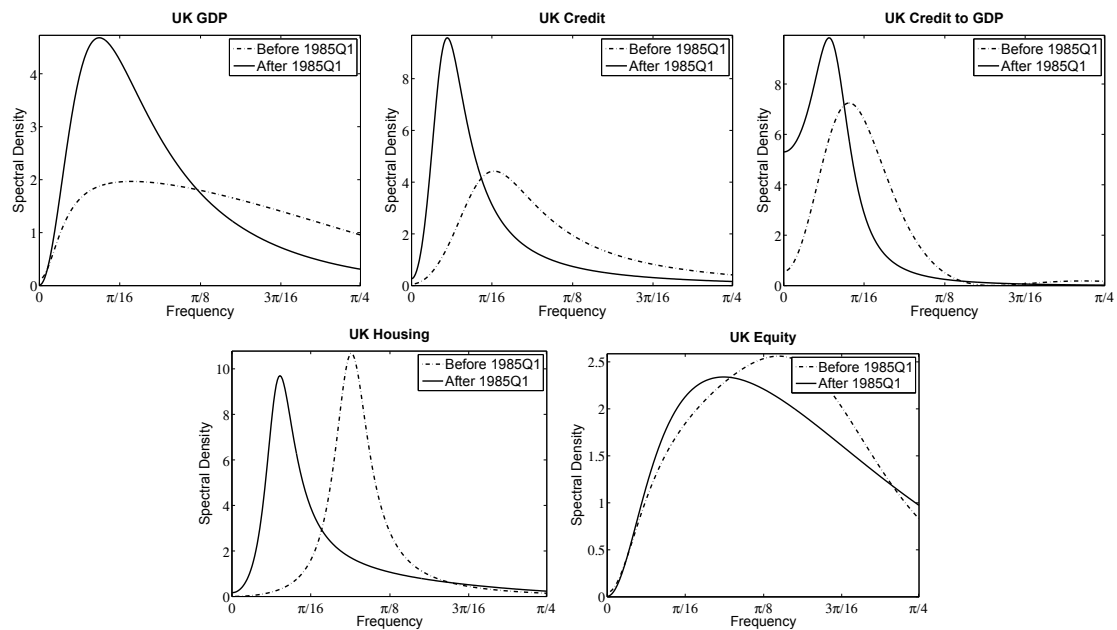 UK GDP
Before 1985Q1
After 1985Q1
Spectral Density
4
3
2
1
0
0
π/16
π/8
3π/16
π/4
Frequency
UK Credit
Before 1985Q1
After 1985Q1
Spectral Density
8
6
4
2
0
0
π/16
π/8
3π/16
π/4
Frequency
UK Credit to GDP
Before 1985Q1
After 1985Q1
Spectral Density
8
6
4
2
0
0
π/16
π/8
3π/16
π/4
Frequency
UK Housing
Before 1985Q1
After 1985Q1
Spectral Density
10
8
6
4
2
0
0
π/16
π/8
3π/16
π/4
Frequency
UK Equity
Before 1985Q1
After 1985Q1
Spectral Density
2.5
2
1.5
1
0.5
0
0
π/16
π/8
3π/16
π/4
Frequency